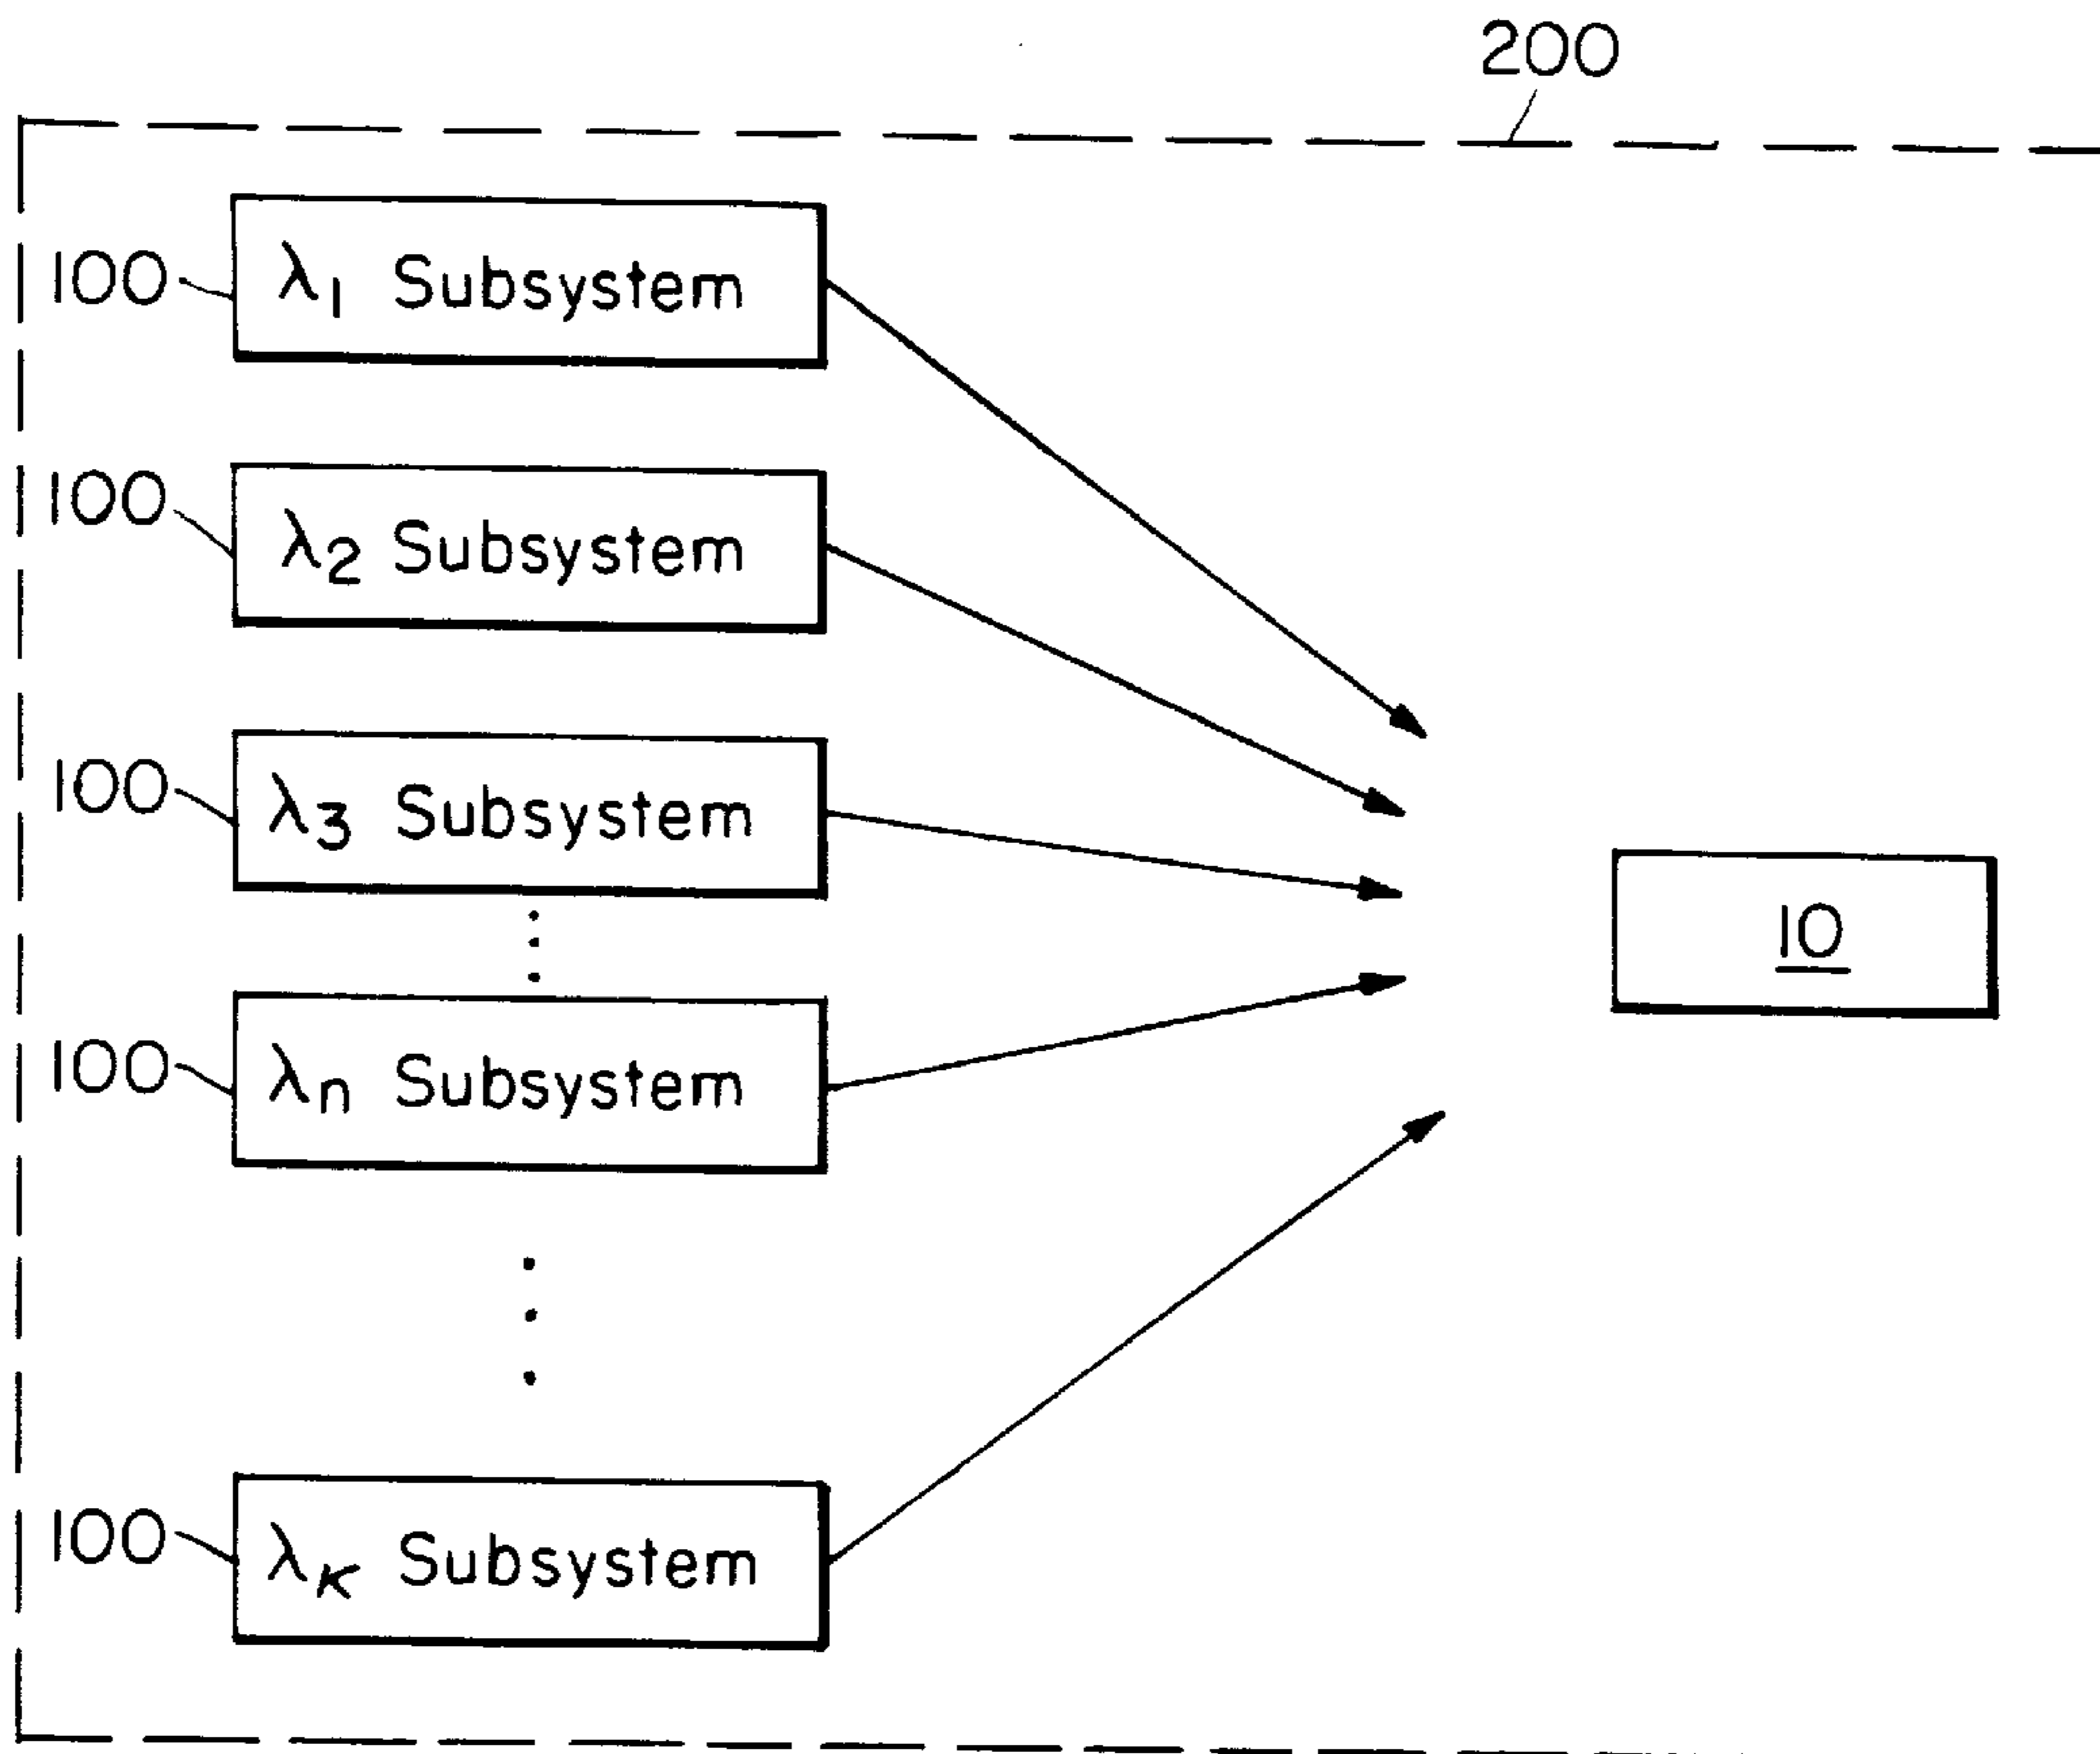 200
100 λ1 Subsystem
100 λ2 Subsystem
100 λ3 Subsystem
10
100 λn Subsystem
100 λK Subsystem